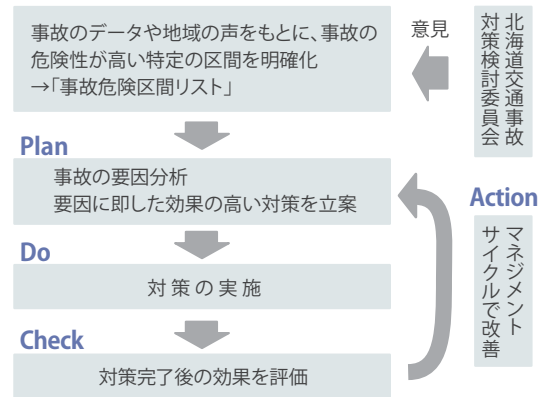 事故のデータや地域の声をもとに、事故の
危険性が高い特定の区間を明確化
→「事故危険区間リスト」
意見
北海道交通事故
対策検討委員会
Plan
事故の要因分析
要因に即した効果の高い対策を立案
Action
マネジメント
サイクルで改善
Do
対策の実施
Check
対策完了後の効果を評価